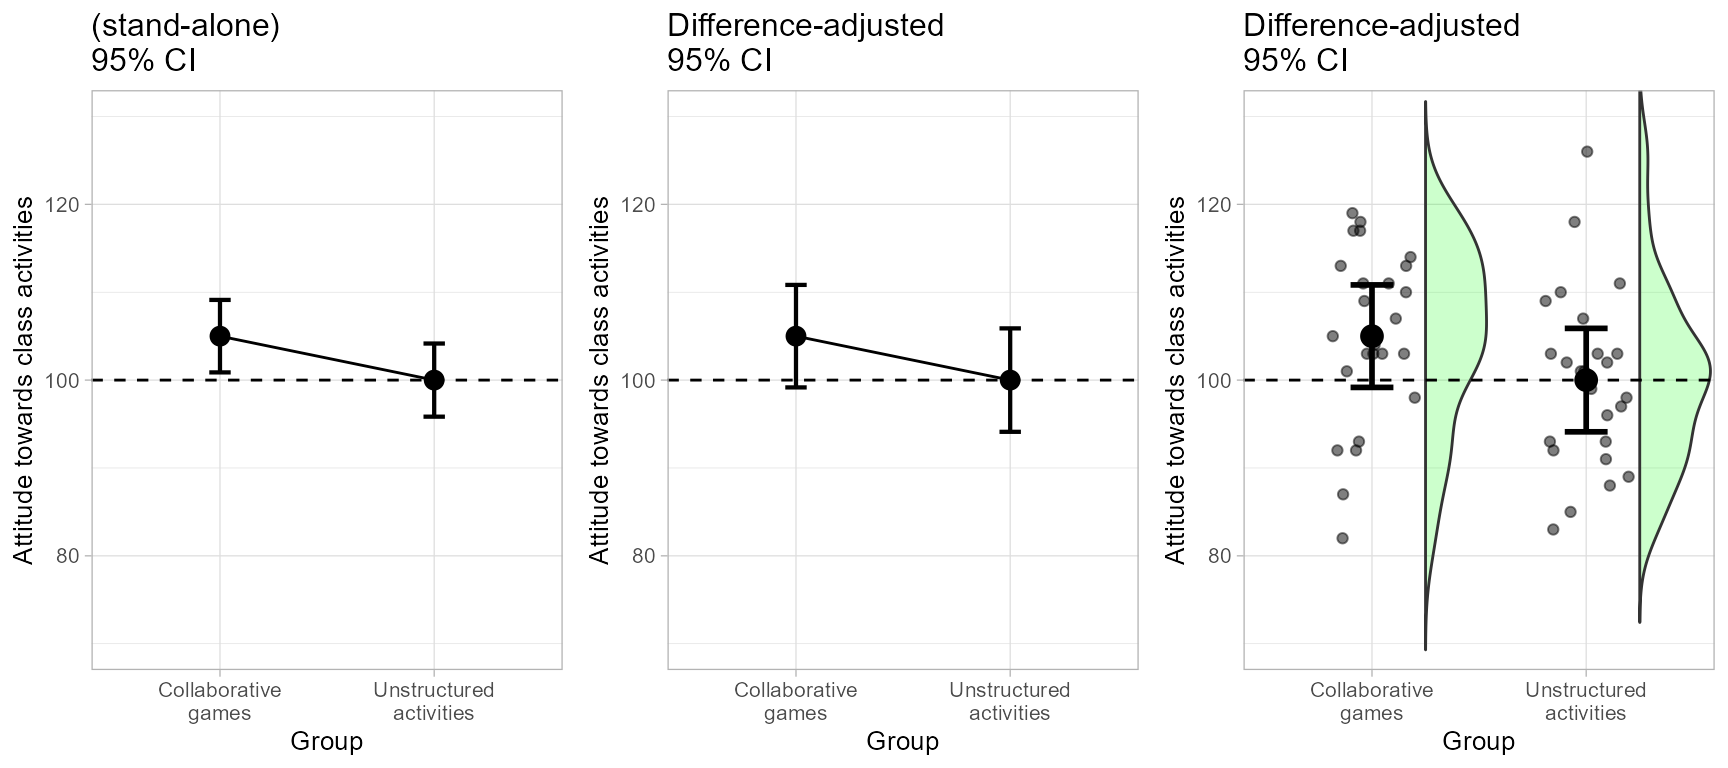 (stand-alone)
95% CI
Attitude towards class activities
120
100
80
Collaborative
games
Unstructured
activities
Group
Difference-adjusted
95% CI
Attitude towards class activities
120
100
80
Collaborative
games
Unstructured
activities
Group
Difference-adjusted
95% CI
Attitude towards class activities
120
100
80
Collaborative
games
Unstructured
activities
Group